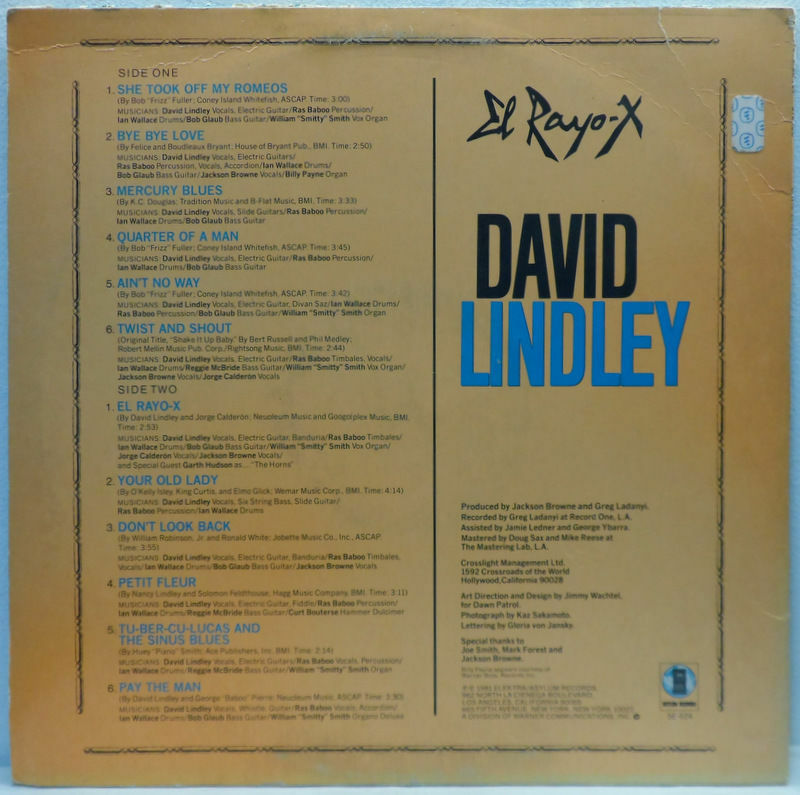 SIDE ONE
1. SHE TOOK OFF MY ROMEOS
(By Bob "Frizz" Fuller; Coney Island Whitefish, ASCAP. Time: 3:00)
MUSICIANS: David Lindley Vocals, Electric Guitar/Ras Baboo Percussion/
Ian Wallace Drums/Bob Glaub Bass Guitar/William "Smitty" Smith Vox Organ
2. BYE BYE LOVE
(By Felice and Boudleaux Bryant; House of Bryant Pub., BMI. Time: 2:50)
MUSICIANS: David Lindley Vocals, Electric Guitars/
Ras Baboo Percussion, Vocals, Accordion/Ian Wallace Drums/
Bob Glaub Bass Guitar/Jackson Browne Vocals/Billy Payne Organ
3. MERCURY BLUES
(By K.C. Douglas; Tradition Music and B-Flat Music, BMI. Time: 3:33)
MUSICIANS: David Lindley Vocals, Slide Guitars/Ras Baboo Percussion/
Ian Wallace Drums/Bob Glaub Bass Guitar
4. QUARTER OF A MAN
(By Bob "Frizz" Fuller; Coney Island Whitefish, ASCAP. Time: 3:45)
MUSICIANS: David Lindley Vocals, Electric Guitar/Ras Baboo Percussion/
Ian Wallace Drums/Bob Glaub Bass Guitar
5. AIN'T NO WAY
(By Bob "Frizz" Fuller; Coney Island Whitefish, ASCAP. Time: 3:42)
MUSICIANS: David Lindley Vocals, Electric Guitar, Divan Saz/Ian Wallace Drums/
Ras Baboo Percussion/Bob Glaub Bass Guitar/William "Smitty" Smith Organ
6. TWIST AND SHOUT
(Original Title, "Shake It Up Baby." By Bert Russell and Phil Medley;
Robert Mellin Music Pub. Corp./Rightsong Music, BMI. Time: 2:44)
MUSICIANS: David Lindley Vocals, Electric Guitar/Ras Baboo Timbales, Vocals/
Ian Wallace Drums/Reggie McBride Bass Guitar/William "Smitty" Smith Vox Organ/
Jackson Browne Vocals/Jorge Calderón Vocals
SIDE TWO
1. EL RAYO-X
(By David Lindley and Jorge Calderón; Neuoleum Music and Googolplex Music, BMI.
Time: 2:53)
MUSICIANS: David Lindley Vocals, Electric Guitar, Banduria/Ras Baboo Timbales/
Ian Wallace Drums/Bob Glaub Bass Guitar/William "Smitty" Smith Vox Organ/
Jorge Calderón Vocals/Jackson Browne Vocals/
and Special Guest Garth Hudson as... "The Horns"
2. YOUR OLD LADY
(By O'Kelly Isley, King Curtis, and Elmo Glick; Wemar Music Corp., BMI. Time: 4:14)
MUSICIANS: David Lindley Vocals, Six String Bass, Slide Guitar/
Ras Baboo Percussion/Ian Wallace Drums
3. DON'T LOOK BACK
(By William Robinson, Jr. and Ronald White; Jobette Music Co., Inc., ASCAP.
Time: 3:55)
MUSICIANS: David Lindley Vocals, Electric Guitar, Banduria/Ras Baboo Timbales,
Vocals/Ian Wallace Drums/Bob Glaub Bass Guitar/Jackson Browne Vocals
4. PETIT FLEUR
(By Nancy Lindley and Solomon Feldthouse, Hagg Music Company, BMI. Time: 3:11)
MUSICIANS: David Lindley Vocals, Electric Guitar, Fiddle/Ras Baboo Percussion/
Ian Wallace Drums/Reggie McBride Bass Guitar/Curt Bouterse Hammer Dulcimer
5. TU-BER-CU-LUCAS AND
THE SINUS BLUES
(By Huey "Piano" Smith; Ace Publishers, Inc. BMI. Time: 2:14)
MUSICIANS: David Lindley Vocals, Electric Guitars/Ras Baboo Vocals, Percussion/
Ian Wallace Drums/Reggie McBride Bass Guitar/William "Smitty" Smith Organ
6. PAY THE MAN
(By David Lindley and George "Baboo" Pierre; Neuoleum Music, ASCAP. Time: 3:30)
MUSICIANS: David Lindley Vocals, Whistle, Guitar/Ras Baboo Vocals, Accordion/
Ian Wallace Drums/Bob Glaub Bass Guitar/William "Smitty" Smith Organo Deluxe
El Rayo-X
DAVID
LINDLEY
Produced by Jackson Browne and Greg Ladanyi.
Recorded by Greg Ladanyi at Record One, L.A.
Assisted by Jamie Ledner and George Ybarra.
Mastered by Doug Sax and Mike Reese at
The Mastering Lab, L.A.
Crosslight Management Ltd.
1592 Crossroads of the World
Hollywood, California 90028
Art Direction and Design by Jimmy Wachtel,
for Dawn Patrol.
Photograph by Kaz Sakamoto.
Lettering by Gloria von Jansky.
Special thanks to
Joe Smith, Mark Forest and
Jackson Browne.
Billy Payne appears courtesy of
Warner Bros. Records, Inc.
℗ © 1981 ELEKTRA/ASYLUM RECORDS,
962 NORTH LA CIENEGA BOULEVARD,
LOS ANGELES, CALIFORNIA 90069.
665 FIFTH AVENUE, NEW YORK, NEW YORK 10022.
A DIVISION OF WARNER COMMUNICATIONS, INC.